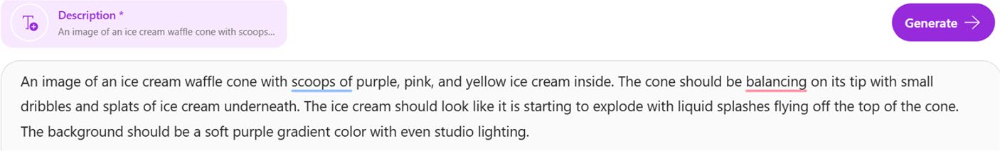 Description *
An image of an ice cream waffle cone with scoops...
Generate
An image of an ice cream waffle cone with scoops of purple, pink, and yellow ice cream inside. The cone should be balancing on its tip with small
dribbles and splats of ice cream underneath. The ice cream should look like it is starting to explode with liquid splashes flying off the top of the cone.
The background should be a soft purple gradient color with even studio lighting.